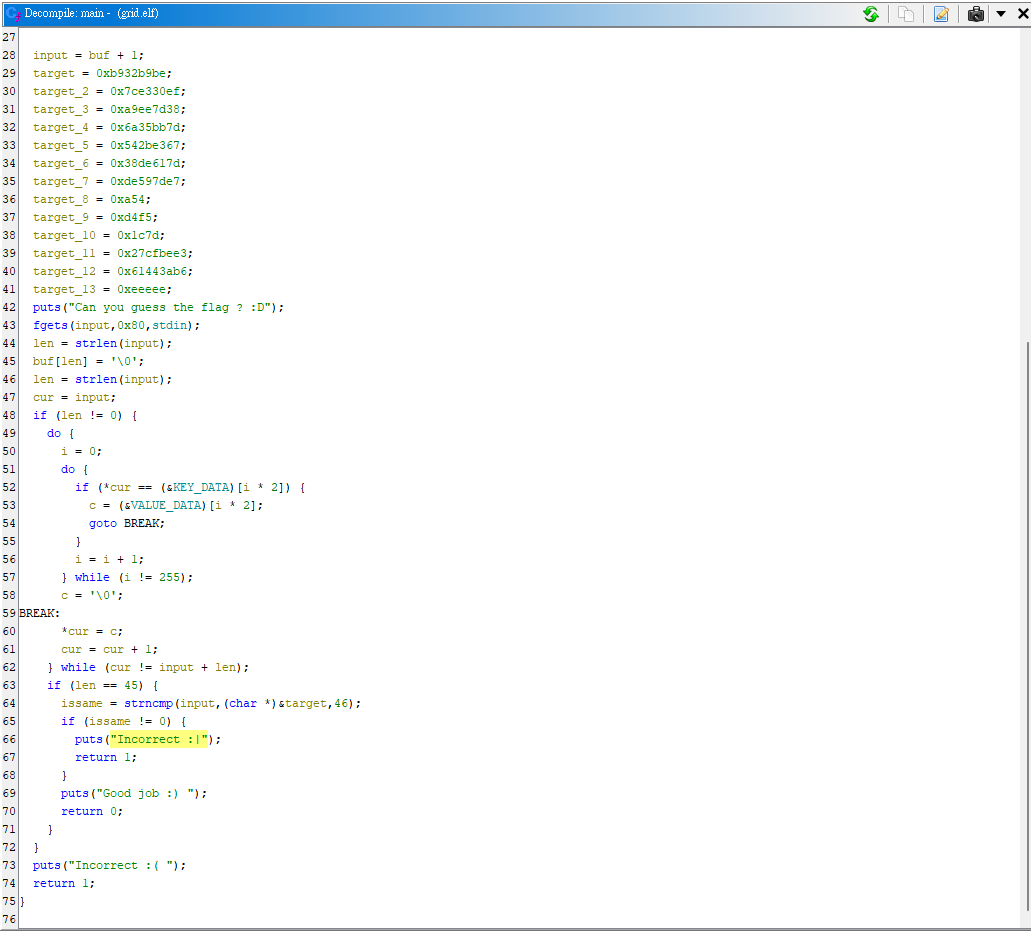 Decompile: main - (grid.elf)
27
28 input = buf + 1;
29 target = 0xb932b9be;
30 target_2 = 0x7ce330ef;
31 target_3 = 0xa9ee7d38;
32 target_4 = 0x6a35bb7d;
33 target_5 = 0x542be367;
34 target_6 = 0x38de617d;
35 target_7 = 0xde597de7;
36 target_8 = 0xa54;
37 target_9 = 0xd4f5;
38 target_10 = 0x1c7d;
39 target_11 = 0x27cfbee3;
40 target_12 = 0x61443ab6;
41 target_13 = 0xeeeee;
42 puts("Can you guess the flag ? :D");
43 fgets(input,0x80,stdin);
44 len = strlen(input);
45 buf[len] = '\0';
46 len = strlen(input);
47 cur = input;
48 if (len != 0) {
49 do {
50 i = 0;
51 do {
52 if (*cur == (&KEY_DATA)[i * 2]) {
53 c = (&VALUE_DATA)[i * 2];
54 goto BREAK;
55 }
56 i = i + 1;
57 } while (i != 255);
58 c = '\0';
59 BREAK:
60 *cur = c;
61 cur = cur + 1;
62 } while (cur != input + len);
63 if (len == 45) {
64 issame = strncmp(input,(char *)&target,46);
65 if (issame != 0) {
66 puts("Incorrect :|");
67 return 1;
68 }
69 puts("Good job :) ");
70 return 0;
71 }
72 }
73 puts("Incorrect :( ");
74 return 1;
75 }
76